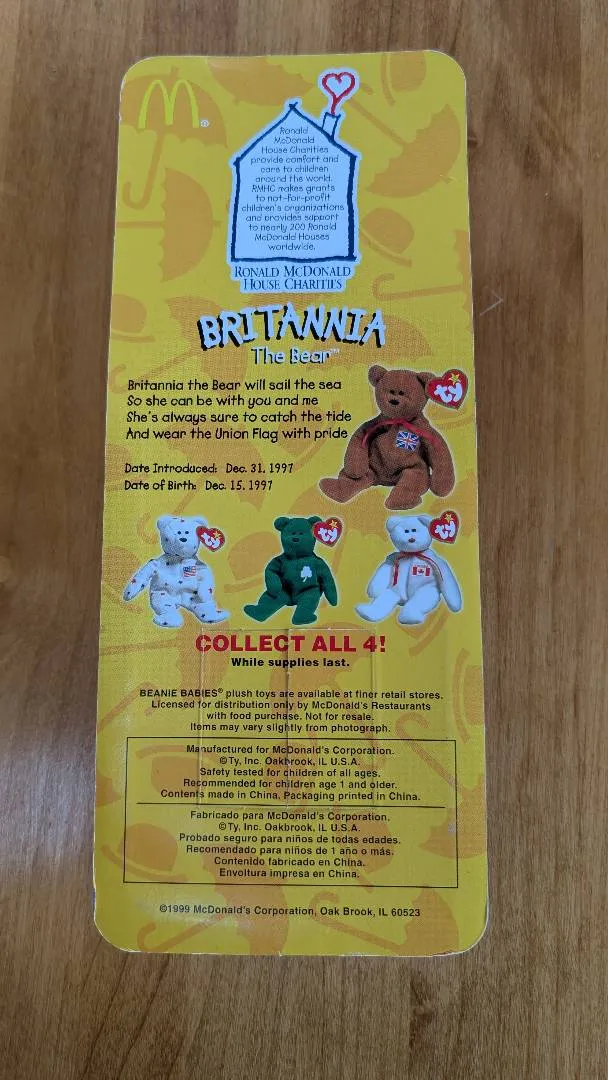 Ronald
McDonald
House Charities
provide comfort and
care to children
around the world.
RMHC makes grants
to not-for-profit
children's organizations
and provides support
to nearly 200 Ronald
McDonald Houses
worldwide.
RONALD MCDONALD
HOUSE CHARITIES
BRITANNIA
The Bear™
Britannia the Bear will sail the sea
So she can be with you and me
She's always sure to catch the tide
And wear the Union Flag with pride
Date Introduced: Dec. 31, 1997
Date of Birth: Dec. 15, 1997
ty
ty
ty
ty
COLLECT ALL 4!
While supplies last.
BEANIE BABIES® plush toys are available at finer retail stores.
Licensed for distribution only by McDonald's Restaurants
with food purchase. Not for resale.
Items may vary slightly from photograph.
Manufactured for McDonald's Corporation.
©Ty, Inc. Oakbrook, IL U.S.A.
Safety tested for children of all ages.
Recommended for children age 1 and older.
Contents made in China, Packaging printed in China.
Fabricado para McDonald's Corporation.
©Ty, Inc. Oakbrook, IL U.S.A.
Probado seguro para niños de todas edades.
Recomendado para niños de 1 año o más.
Contenido fabricado en China.
Envoltura impresa en China.
©1999 McDonald's Corporation, Oak Brook, IL 60523